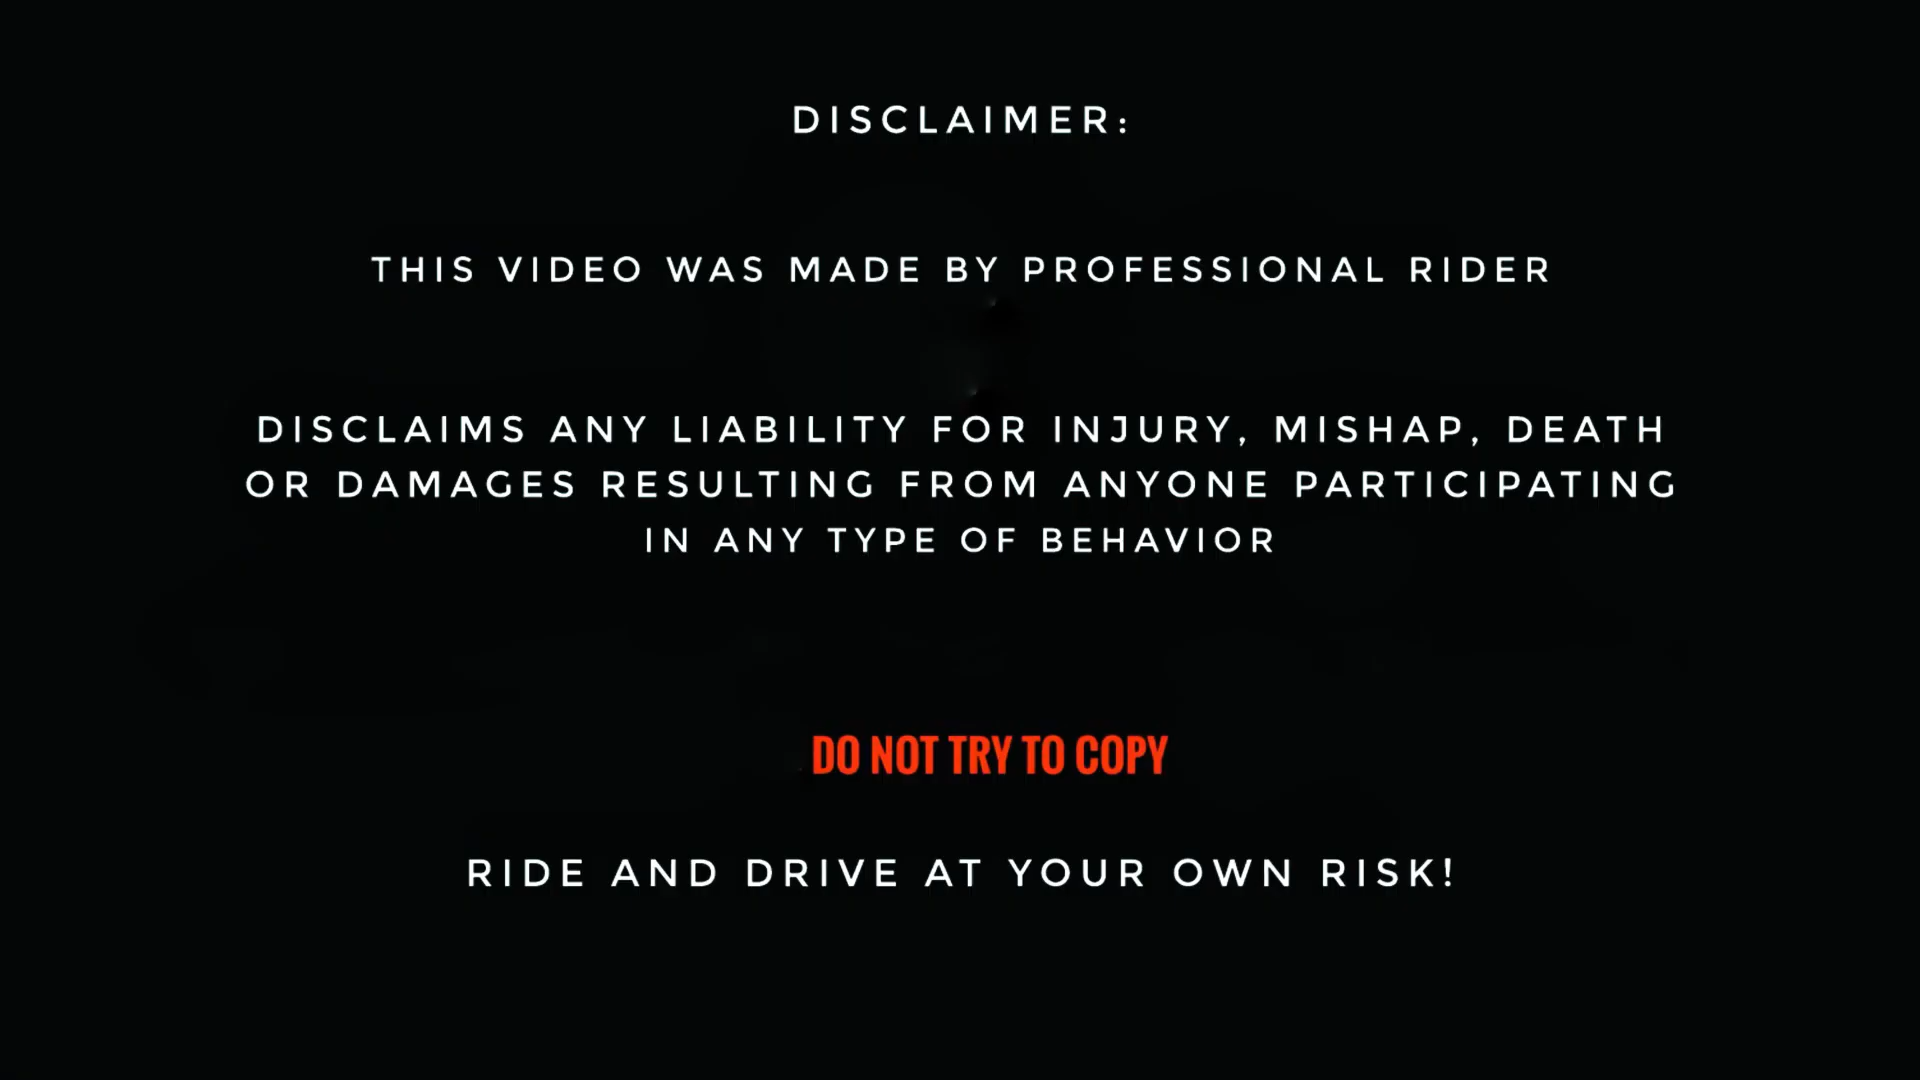 DISCLAIMER:
THIS VIDEO WAS MADE BY PROFESSIONAL RIDER
DISCLAIMS ANY LIABILITY FOR INJURY, MISHAP, DEATH
OR DAMAGES RESULTING FROM ANYONE PARTICIPATING
IN ANY TYPE OF BEHAVIOR
DO NOT TRY TO COPY
RIDE AND DRIVE AT YOUR OWN RISK!